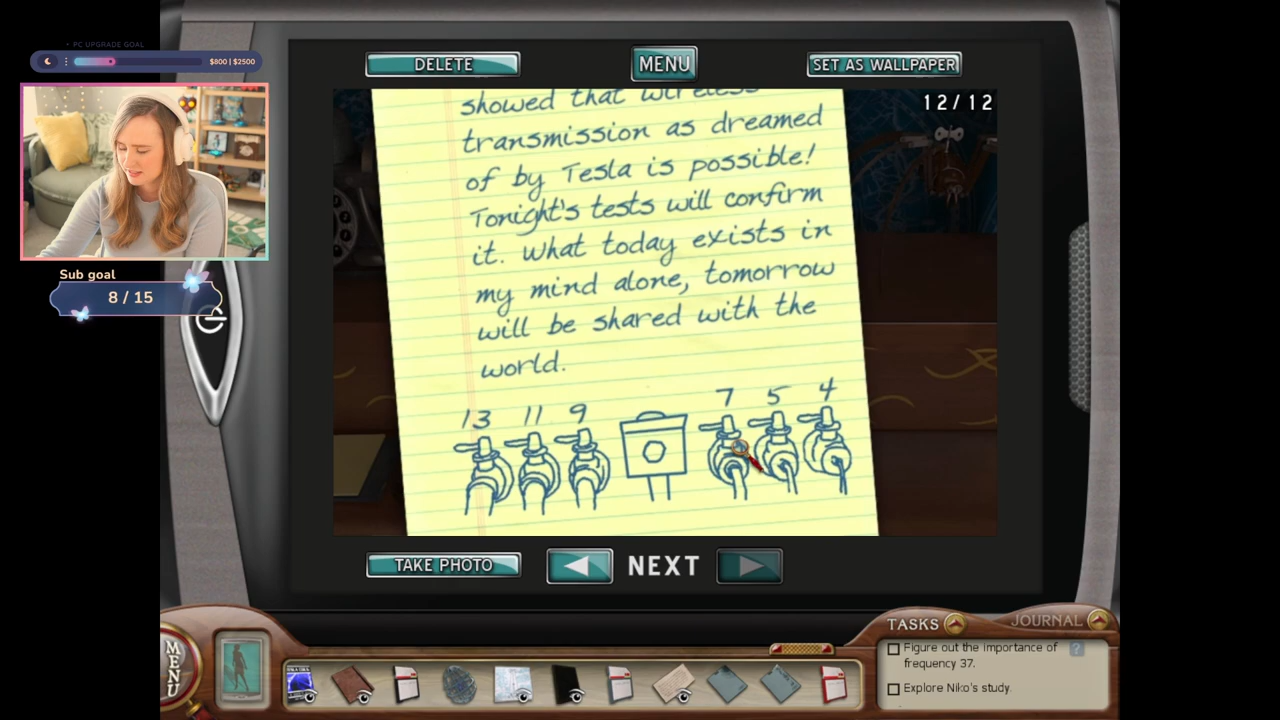 • PC UPGRADE GOAL
$800 | $2500
Sub goal
8 / 15
DELETE
MENU
SET AS WALLPAPER
12/12
showed that wireless
transmission as dreamed
of by Tesla is possible!
Tonight's tests will confirm
it. What today exists in
my mind alone, tomorrow
will be shared with the
world.
13 11 9 7 5 4
TAKE PHOTO
NEXT
MENU
TASKS
JOURNAL
Figure out the importance of
frequency 37.
?
Explore Niko's study.